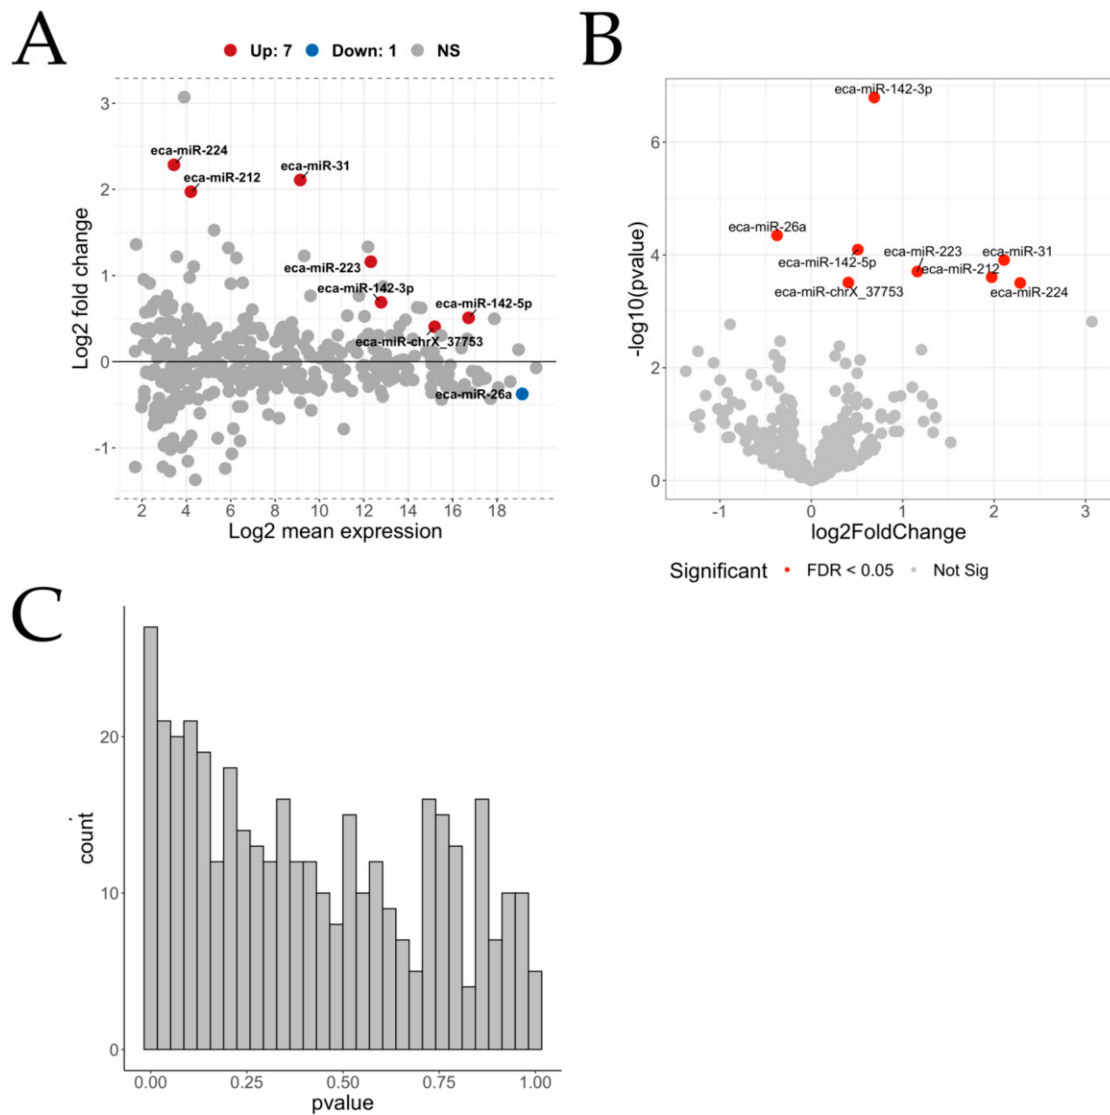 A
Up: 7 Down: 1 NS
3
2
1
0
-1
Log2 fold change
eca-miR-224
eca-miR-212
eca-miR-31
eca-miR-223
eca-miR-142-3p
eca-miR-142-5p
eca-miR-chrX_37753
eca-miR-26a
2 4 6 8 10 12 14 16 18
Log2 mean expression
B
6
4
2
0
-log10(pvalue)
eca-miR-142-3p
eca-miR-26a
eca-miR-142-5p
eca-miR-223
eca-miR-31
eca-miR-212
eca-miR-chrX_37753
eca-miR-224
-1 0 1 2 3
log2FoldChange
Significant FDR < 0.05 Not Sig
C
20
10
0
count
0.00 0.25 0.50 0.75 1.00
pvalue